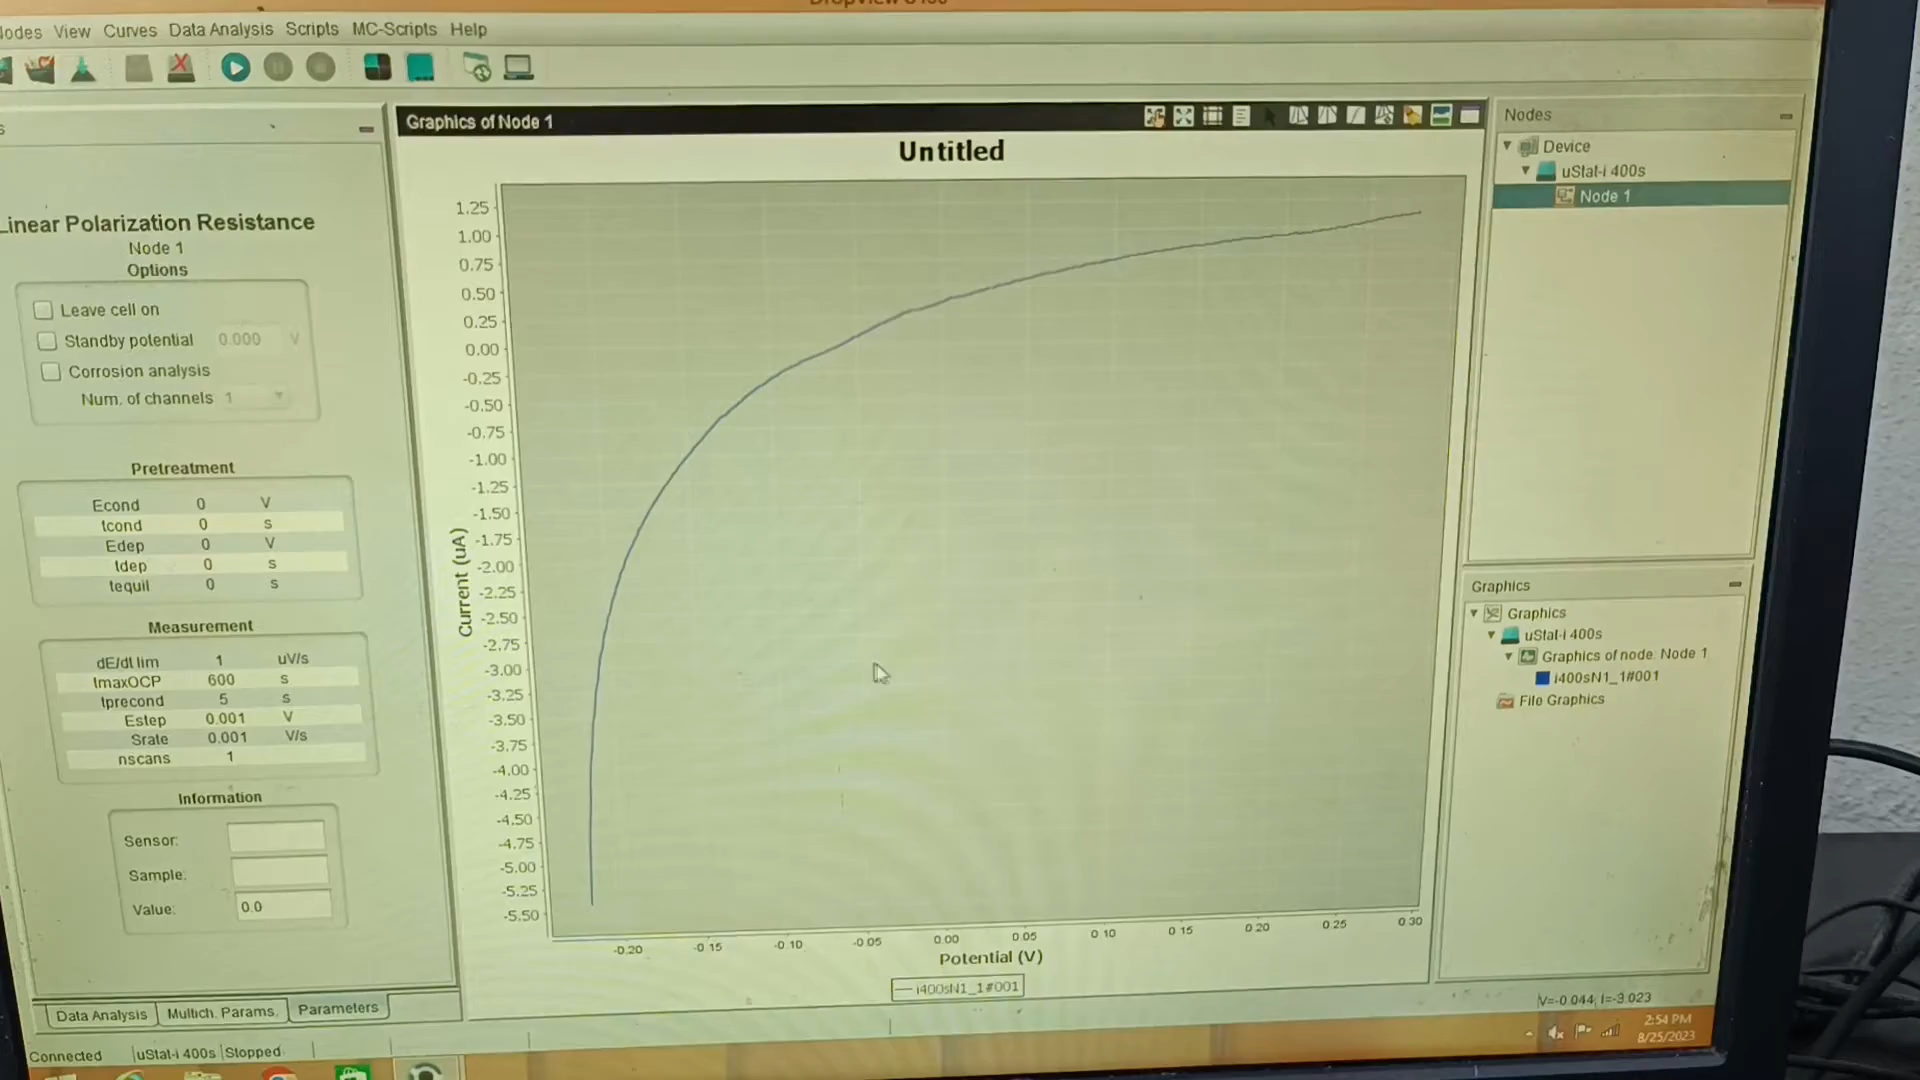 View Curves Data Analysis Scripts MC-Scripts Help
Graphics of Node 1
Untitled
Linear Polarization Resistance
Node 1
Options
Leave cell on
Standby potential 0.000 V
Corrosion analysis
Num. of channels 1
Pretreatment
Econd 0 V
tcond 0 s
Edep 0 V
tdep 0 s
tequil 0 s
Measurement
dE/dt lim 1 uV/s
tmaxOCP 600 s
tprecond 5 s
Estep 0.001 V
Srate 0.001 V/s
nscans 1
Information
Sensor:
Sample:
Value: 0.0
Data Analysis Multich. Params. Parameters
Connected uStat-i 400s Stopped
1.25
1.00
0.75
0.50
0.25
0.00
-0.25
-0.50
-0.75
-1.00
-1.25
-1.50
-1.75
-2.00
-2.25
-2.50
-2.75
-3.00
-3.25
-3.50
-3.75
-4.00
-4.25
-4.50
-4.75
-5.00
-5.25
-5.50
Current (uA)
-0.20 -0.15 -0.10 -0.05 0.00 0.05 0.10 0.15 0.20 0.25 0.30
Potential (V)
i400sN1_1#001
Nodes
Device
uStat-i 400s
Node 1
Graphics
Graphics
uStat-i 400s
Graphics of node: Node 1
i400sN1_1#001
File Graphics
V=-0.044, I=-3.023
2:54 PM
8/25/2023